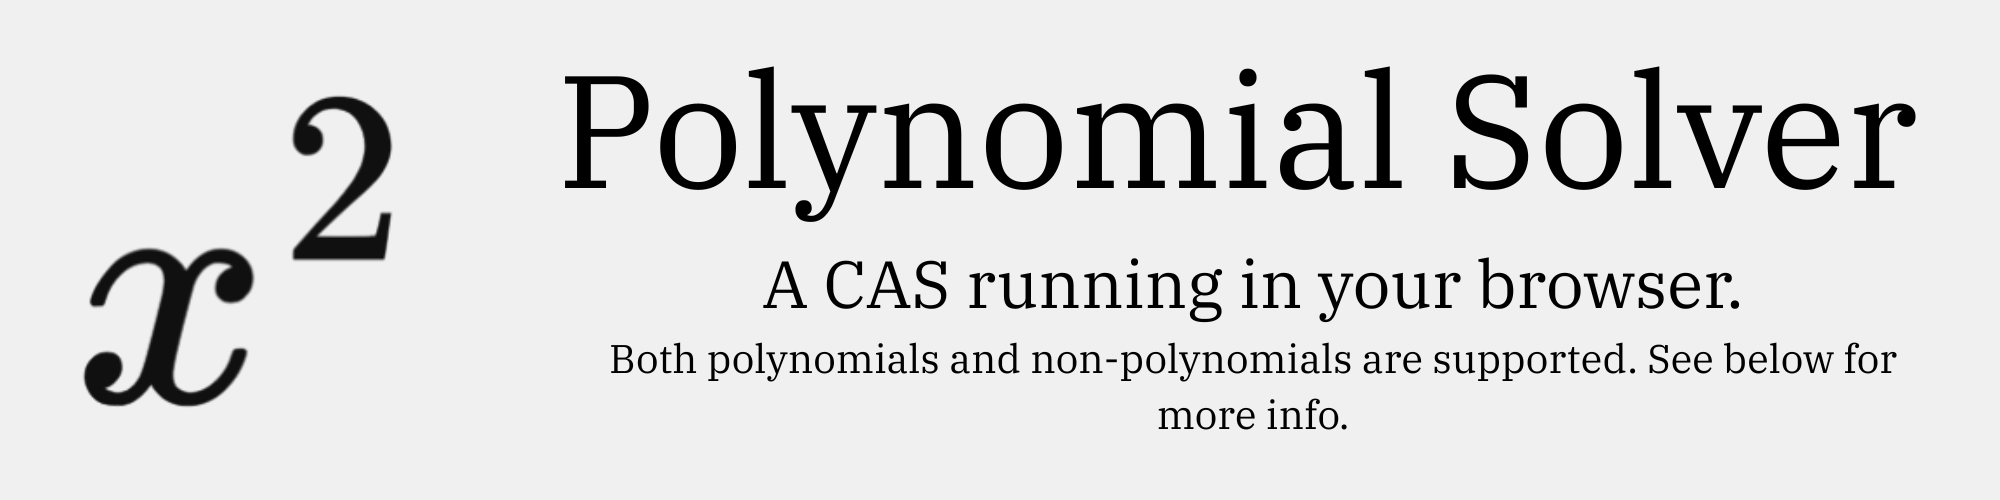 x²
Polynomial Solver
A CAS running in your browser.
Both polynomials and non-polynomials are supported. See below for
more info.